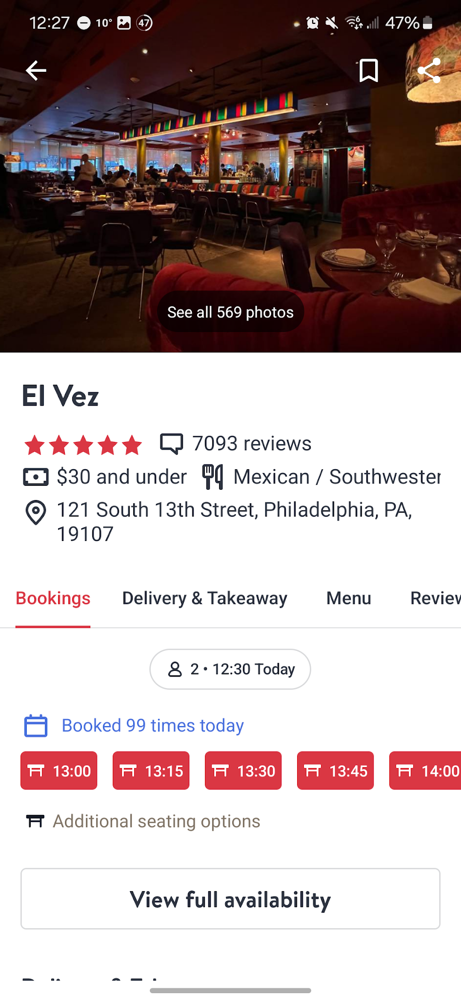 12:27 10° 47 47%
See all 569 photos
El Vez
7093 reviews
$30 and under Mexican / Southwester
121 South 13th Street, Philadelphia, PA,
19107
Bookings Delivery & Takeaway Menu Review
2 • 12:30 Today
Booked 99 times today
13:00 13:15 13:30 13:45 14:00
Additional seating options
View full availability